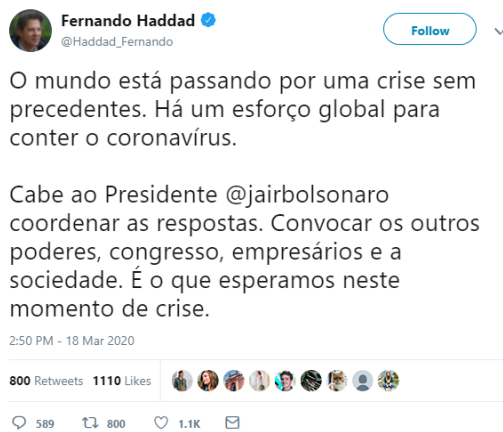 Fernando Haddad
@Haddad_Fernando
Follow
O mundo está passando por uma crise sem
precedentes. Há um esforço global para
conter o coronavírus.
Cabe ao Presidente @jairbolsonaro
coordenar as respostas. Convocar os outros
poderes, congresso, empresários e a
sociedade. É o que esperamos neste
momento de crise.
2:50 PM - 18 Mar 2020
800 Retweets 1110 Likes
589 800 1.1K